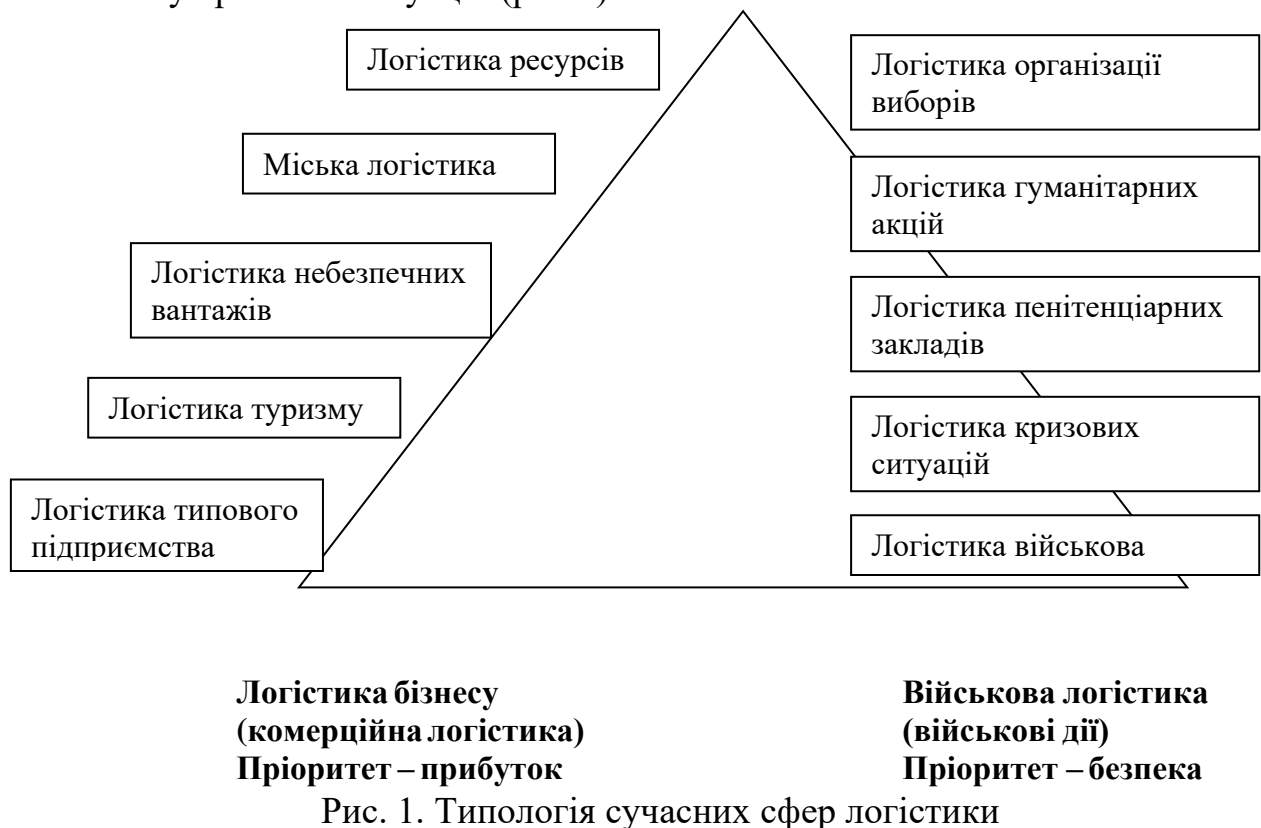 Логістика ресурсів
Міська логістика
Логістика небезпечних
вантажів
Логістика туризму
Логістика типового
підприємства
Логістика організації
виборів
Логістика гуманітарних
акцій
Логістика пенітенціарних
закладів
Логістика кризових
ситуацій
Логістика військова
Логістика бізнесу
(комерційна логістика)
Пріоритет – прибуток
Військова логістика
(військові дії)
Пріоритет – безпека
Рис. 1. Типологія сучасних сфер логістики